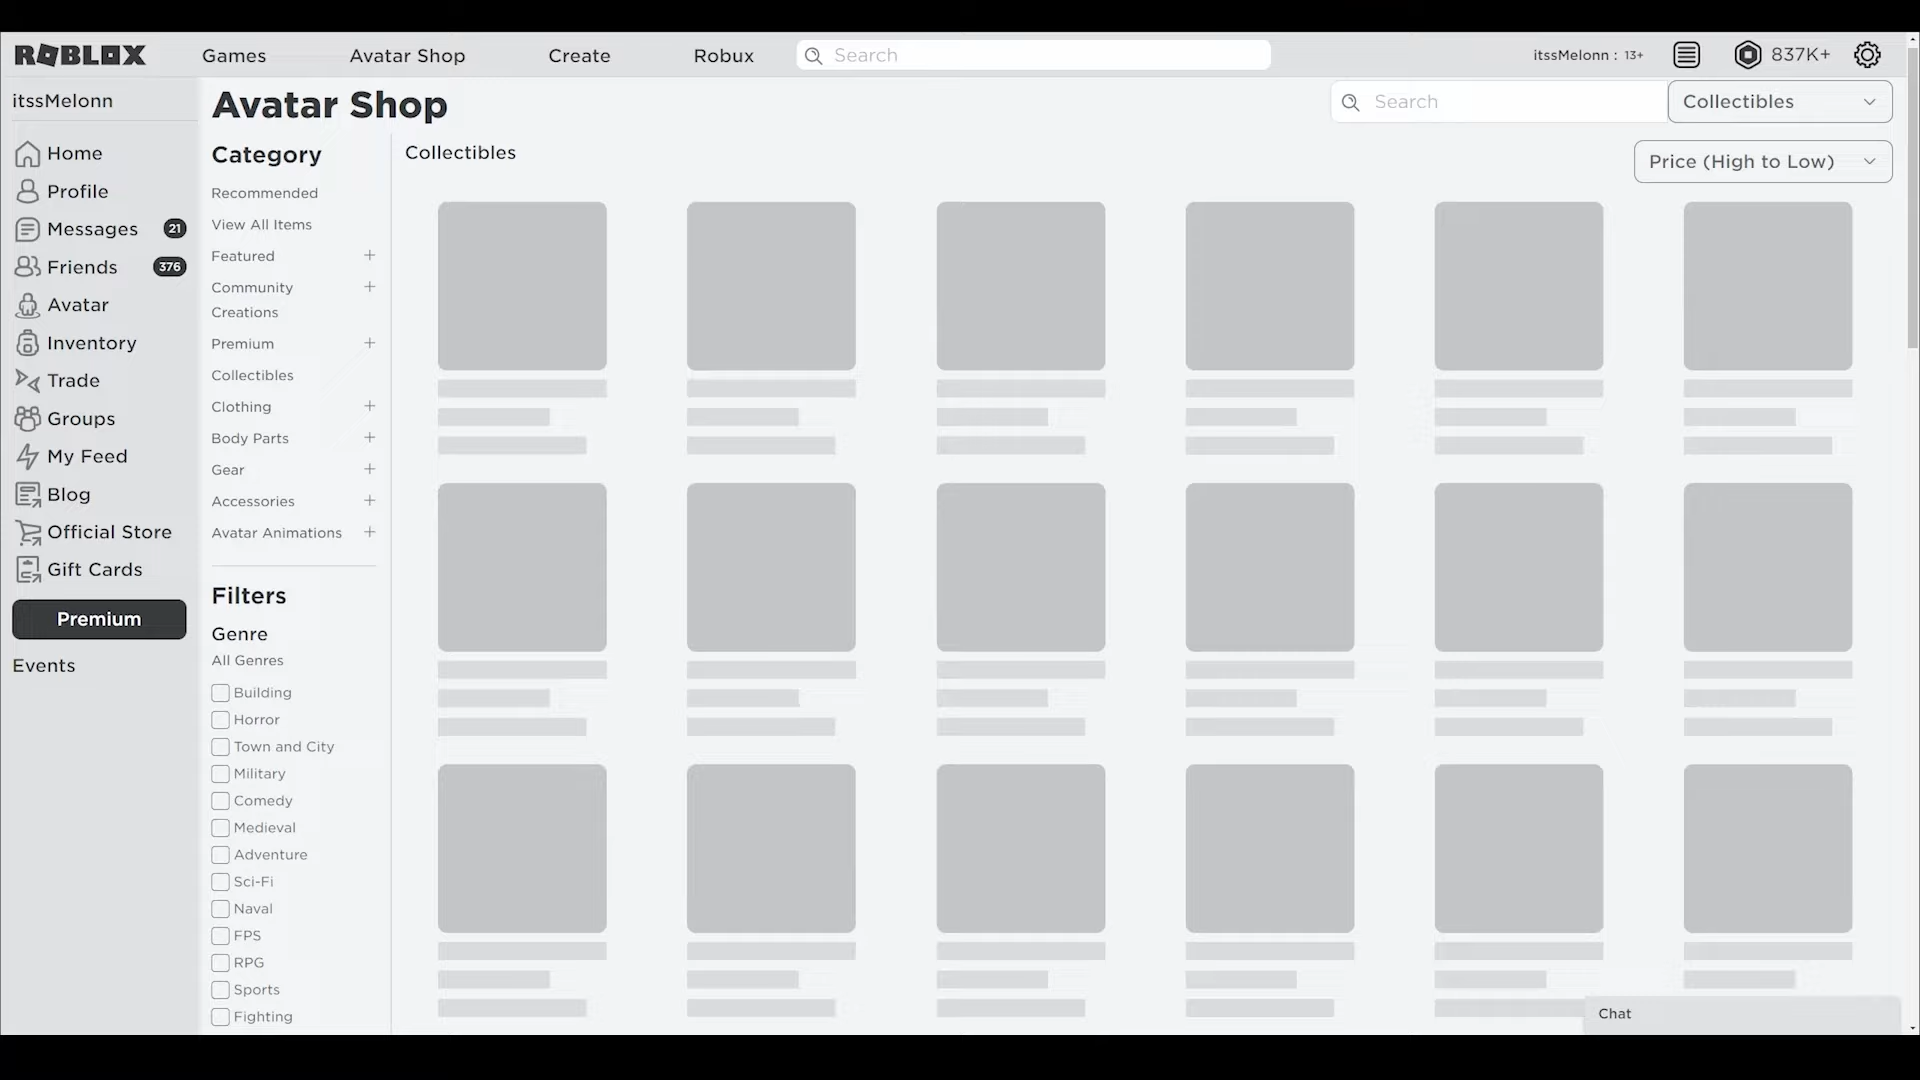 ROBLOX
Games
Avatar Shop
Create
Robux
Search
itssMelonn : 13+
837K+
itssMelonn
Home
Profile
Messages 21
Friends 376
Avatar
Inventory
Trade
Groups
My Feed
Blog
Official Store
Gift Cards
Premium
Events
Avatar Shop
Search
Collectibles
Category
Recommended
View All Items
Featured +
Community +
Creations
Premium +
Collectibles
Clothing +
Body Parts +
Gear +
Accessories +
Avatar Animations +
Filters
Genre
All Genres
Building
Horror
Town and City
Military
Comedy
Medieval
Adventure
Sci-Fi
Naval
FPS
RPG
Sports
Fighting
Collectibles
Price (High to Low)
Chat